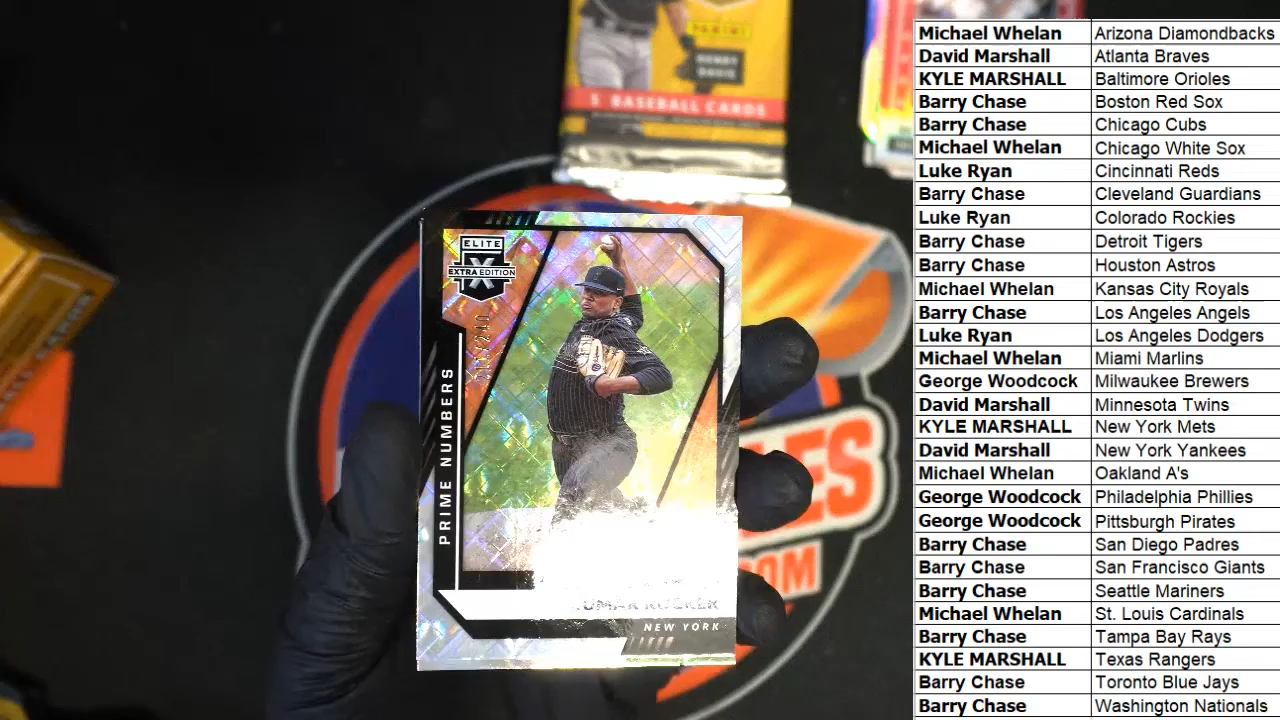 PANINI
HENRY
DAVIS
5 BASEBALL CARDS
ELITE
X
EXTRA EDITION
PRIME NUMBERS
KUMAR ROCKER
NEW YORK
LES
OM
Michael Whelan Arizona Diamondbacks
David Marshall Atlanta Braves
KYLE MARSHALL Baltimore Orioles
Barry Chase Boston Red Sox
Barry Chase Chicago Cubs
Michael Whelan Chicago White Sox
Luke Ryan Cincinnati Reds
Barry Chase Cleveland Guardians
Luke Ryan Colorado Rockies
Barry Chase Detroit Tigers
Barry Chase Houston Astros
Michael Whelan Kansas City Royals
Barry Chase Los Angeles Angels
Luke Ryan Los Angeles Dodgers
Michael Whelan Miami Marlins
George Woodcock Milwaukee Brewers
David Marshall Minnesota Twins
KYLE MARSHALL New York Mets
David Marshall New York Yankees
Michael Whelan Oakland A's
George Woodcock Philadelphia Phillies
George Woodcock Pittsburgh Pirates
Barry Chase San Diego Padres
Barry Chase San Francisco Giants
Barry Chase Seattle Mariners
Michael Whelan St. Louis Cardinals
Barry Chase Tampa Bay Rays
KYLE MARSHALL Texas Rangers
Barry Chase Toronto Blue Jays
Barry Chase Washington Nationals